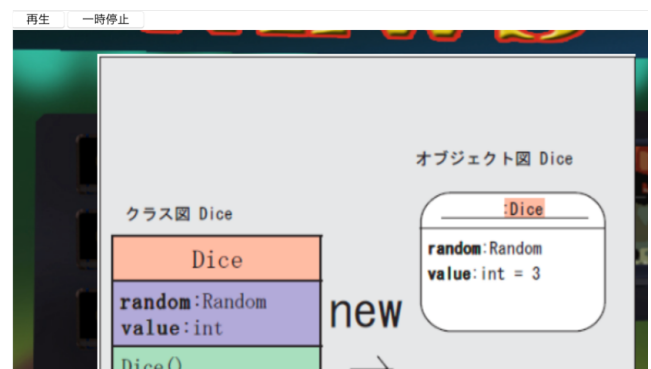 再生 一時停止
オブジェクト図 Dice
:Dice
random:Random
value:int = 3
クラス図 Dice
Dice
random:Random
value:int
Dice()
new